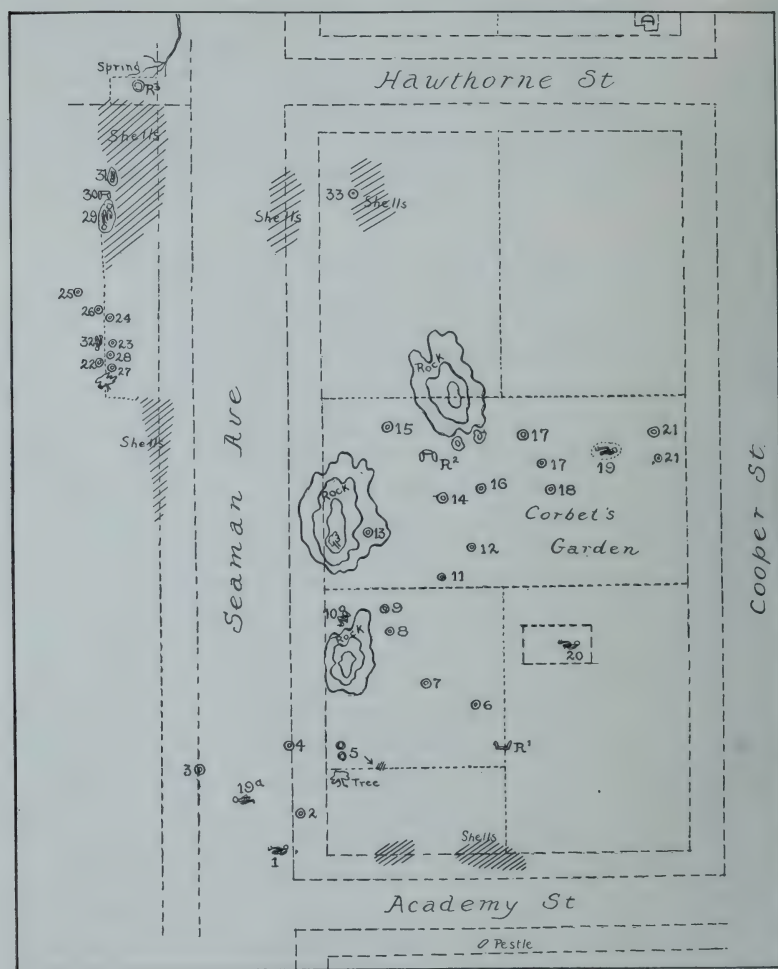 Spring
R³
Hawthorne St
Shells
31
30
29
Shells
33
Shells
25
26
24
32
23
28
22
27
Shells
Seaman Ave
Rock
15
R²
17
21
17
19
21
14
16
18
Rock
13
Corbet's
Garden
12
11
Cooper St.
10
9
8
Rock
20
7
6
4
5
R¹
3
19ª
Tree
2
1
Shells
Academy St
Pestle